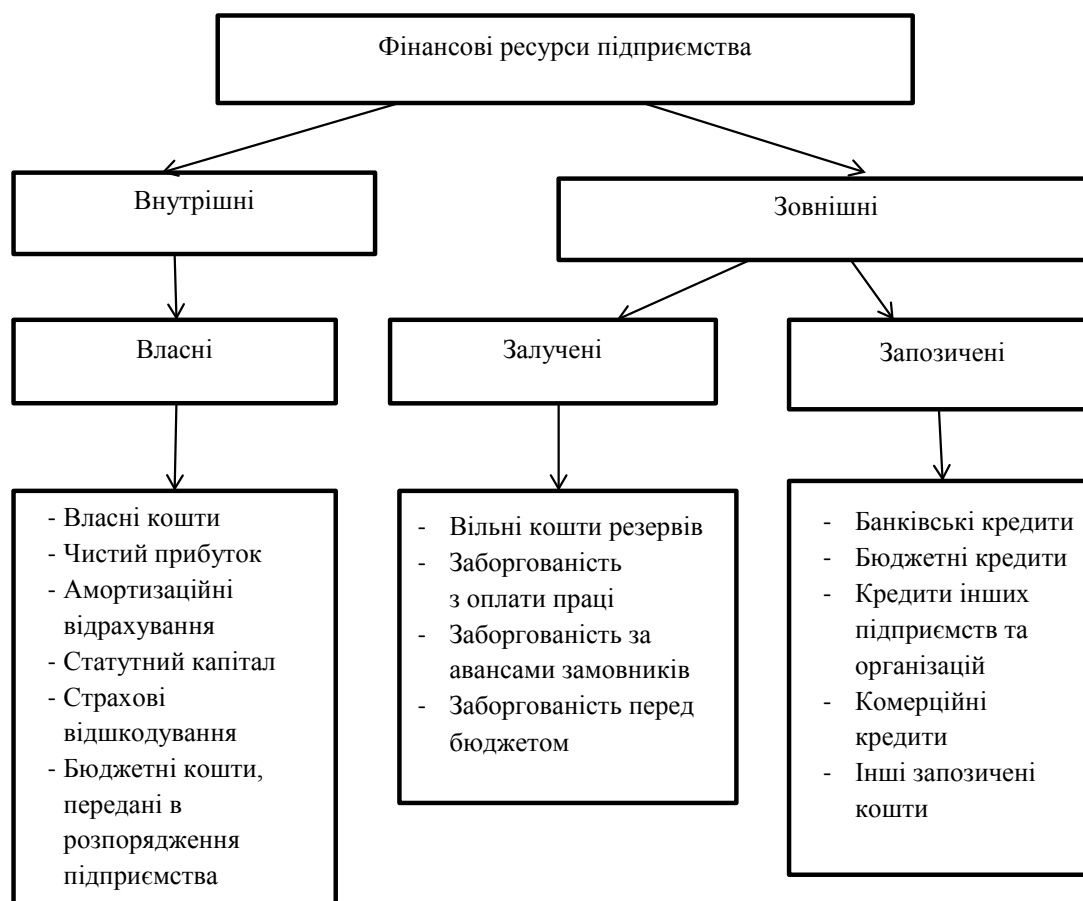 Фінансові ресурси підприємства
Внутрішні
Зовнішні
Власні
Залучені
Запозичені
- Власні кошти
- Чистий прибуток
- Амортизаційні
відрахування
- Статутний капітал
- Страхові
відшкодування
- Бюджетні кошти,
передані в
розпорядження
підприємства
- Вільні кошти резервів
- Заборгованість
з оплати праці
- Заборгованість за
авансами замовників
- Заборгованість перед
бюджетом
- Банківські кредити
- Бюджетні кредити
- Кредити інших
підприємств та
організацій
- Комерційні
кредити
- Інші запозичені
кошти